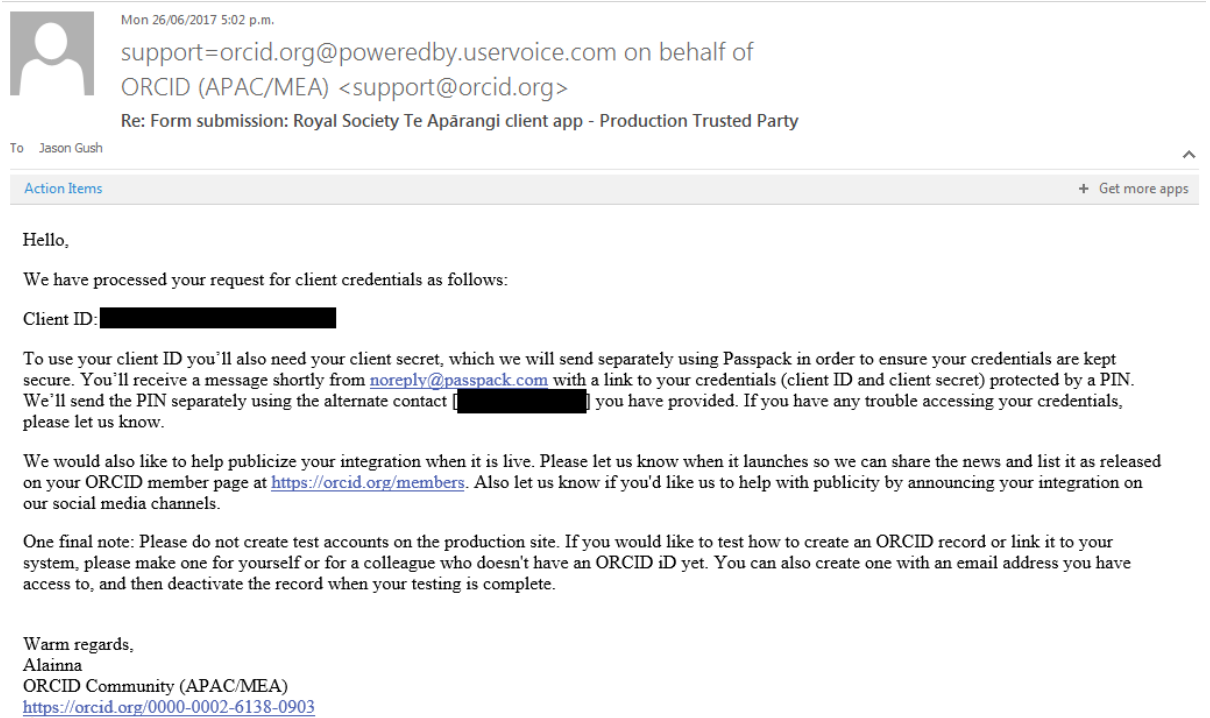 Mon 26/06/2017 5:02 p.m.
support=orcid.org@poweredby.uservoice.com on behalf of
ORCID (APAC/MEA) <support@orcid.org>
Re: Form submission: Royal Society Te Apārangi client app - Production Trusted Party
To Jason Gush
Action Items
+ Get more apps
Hello,
We have processed your request for client credentials as follows:
Client ID:
To use your client ID you’ll also need your client secret, which we will send separately using Passpack in order to ensure your credentials are kept
secure. You’ll receive a message shortly from noreply@passpack.com with a link to your credentials (client ID and client secret) protected by a PIN.
We’ll send the PIN separately using the alternate contact [ ] you have provided. If you have any trouble accessing your credentials,
please let us know.
We would also like to help publicize your integration when it is live. Please let us know when it launches so we can share the news and list it as released
on your ORCID member page at https://orcid.org/members. Also let us know if you'd like us to help with publicity by announcing your integration on
our social media channels.
One final note: Please do not create test accounts on the production site. If you would like to test how to create an ORCID record or link it to your
system, please make one for yourself or for a colleague who doesn't have an ORCID iD yet. You can also create one with an email address you have
access to, and then deactivate the record when your testing is complete.
Warm regards,
Alainna
ORCID Community (APAC/MEA)
https://orcid.org/0000-0002-6138-0903